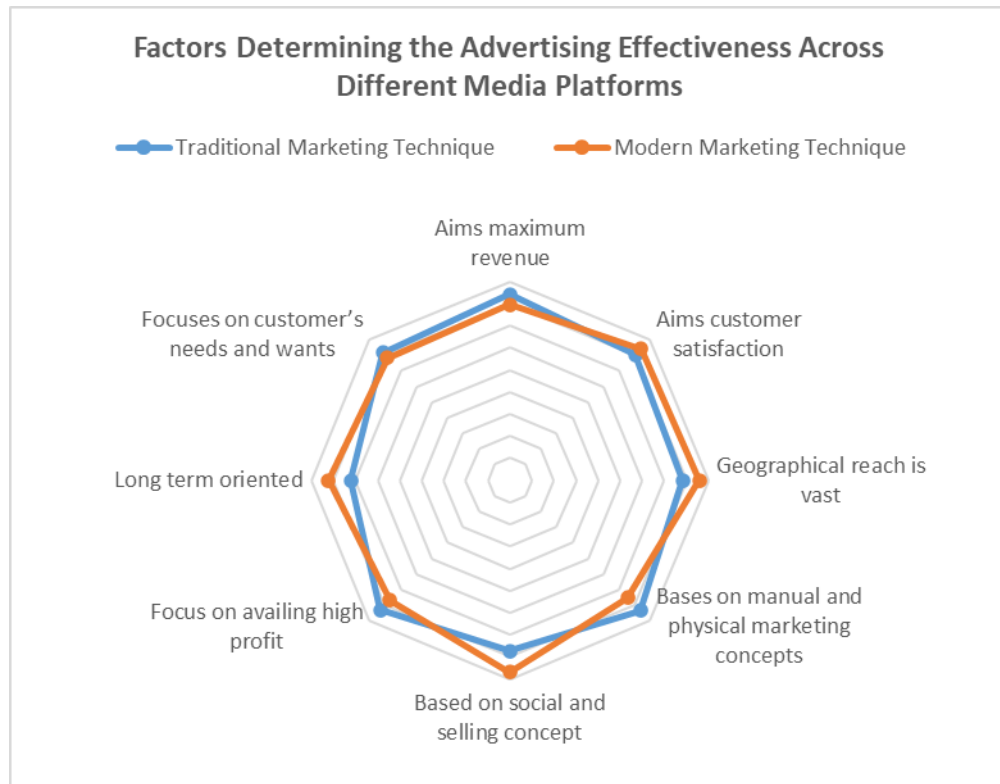 Factors Determining the Advertising Effectiveness Across
Different Media Platforms
Traditional Marketing Technique
Modern Marketing Technique
Aims maximum
revenue
Aims customer
satisfaction
Geographical reach is
vast
Bases on manual and
physical marketing
concepts
Based on social and
selling concept
Focus on availing high
profit
Long term oriented
Focuses on customer’s
needs and wants